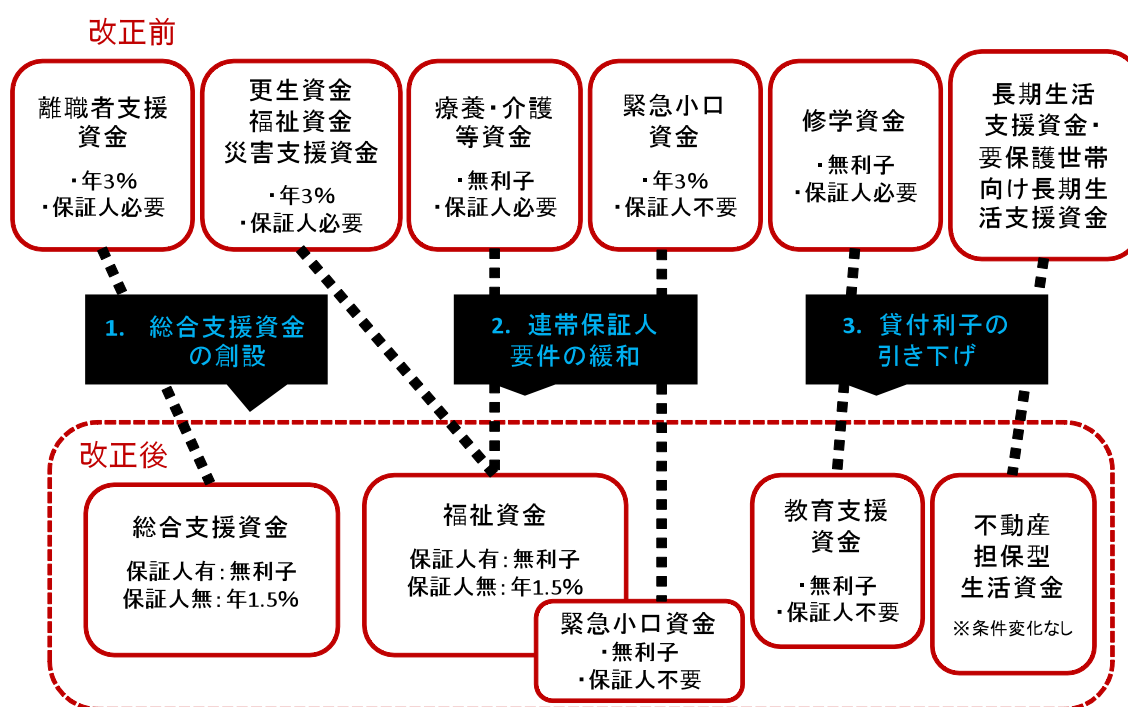 改正前
離職者支援
資金
・年3%
・保証人必要
更生資金
福祉資金
災害支援資金
・年3%
・保証人必要
療養・介護
等資金
・無利子
・保証人必要
緊急小口
資金
・年3%
・保証人不要
修学資金
・無利子
・保証人必要
長期生活
支援資金・
要保護世帯
向け長期生
活支援資金
1. 総合支援資金
の創設
2. 連帯保証人
要件の緩和
3. 貸付利子の
引き下げ
改正後
総合支援資金
保証人有:無利子
保証人無:年1.5%
福祉資金
保証人有:無利子
保証人無:年1.5%
緊急小口資金
・無利子
・保証人不要
教育支援
資金
・無利子
・保証人不要
不動産
担保型
生活資金
※条件変化なし